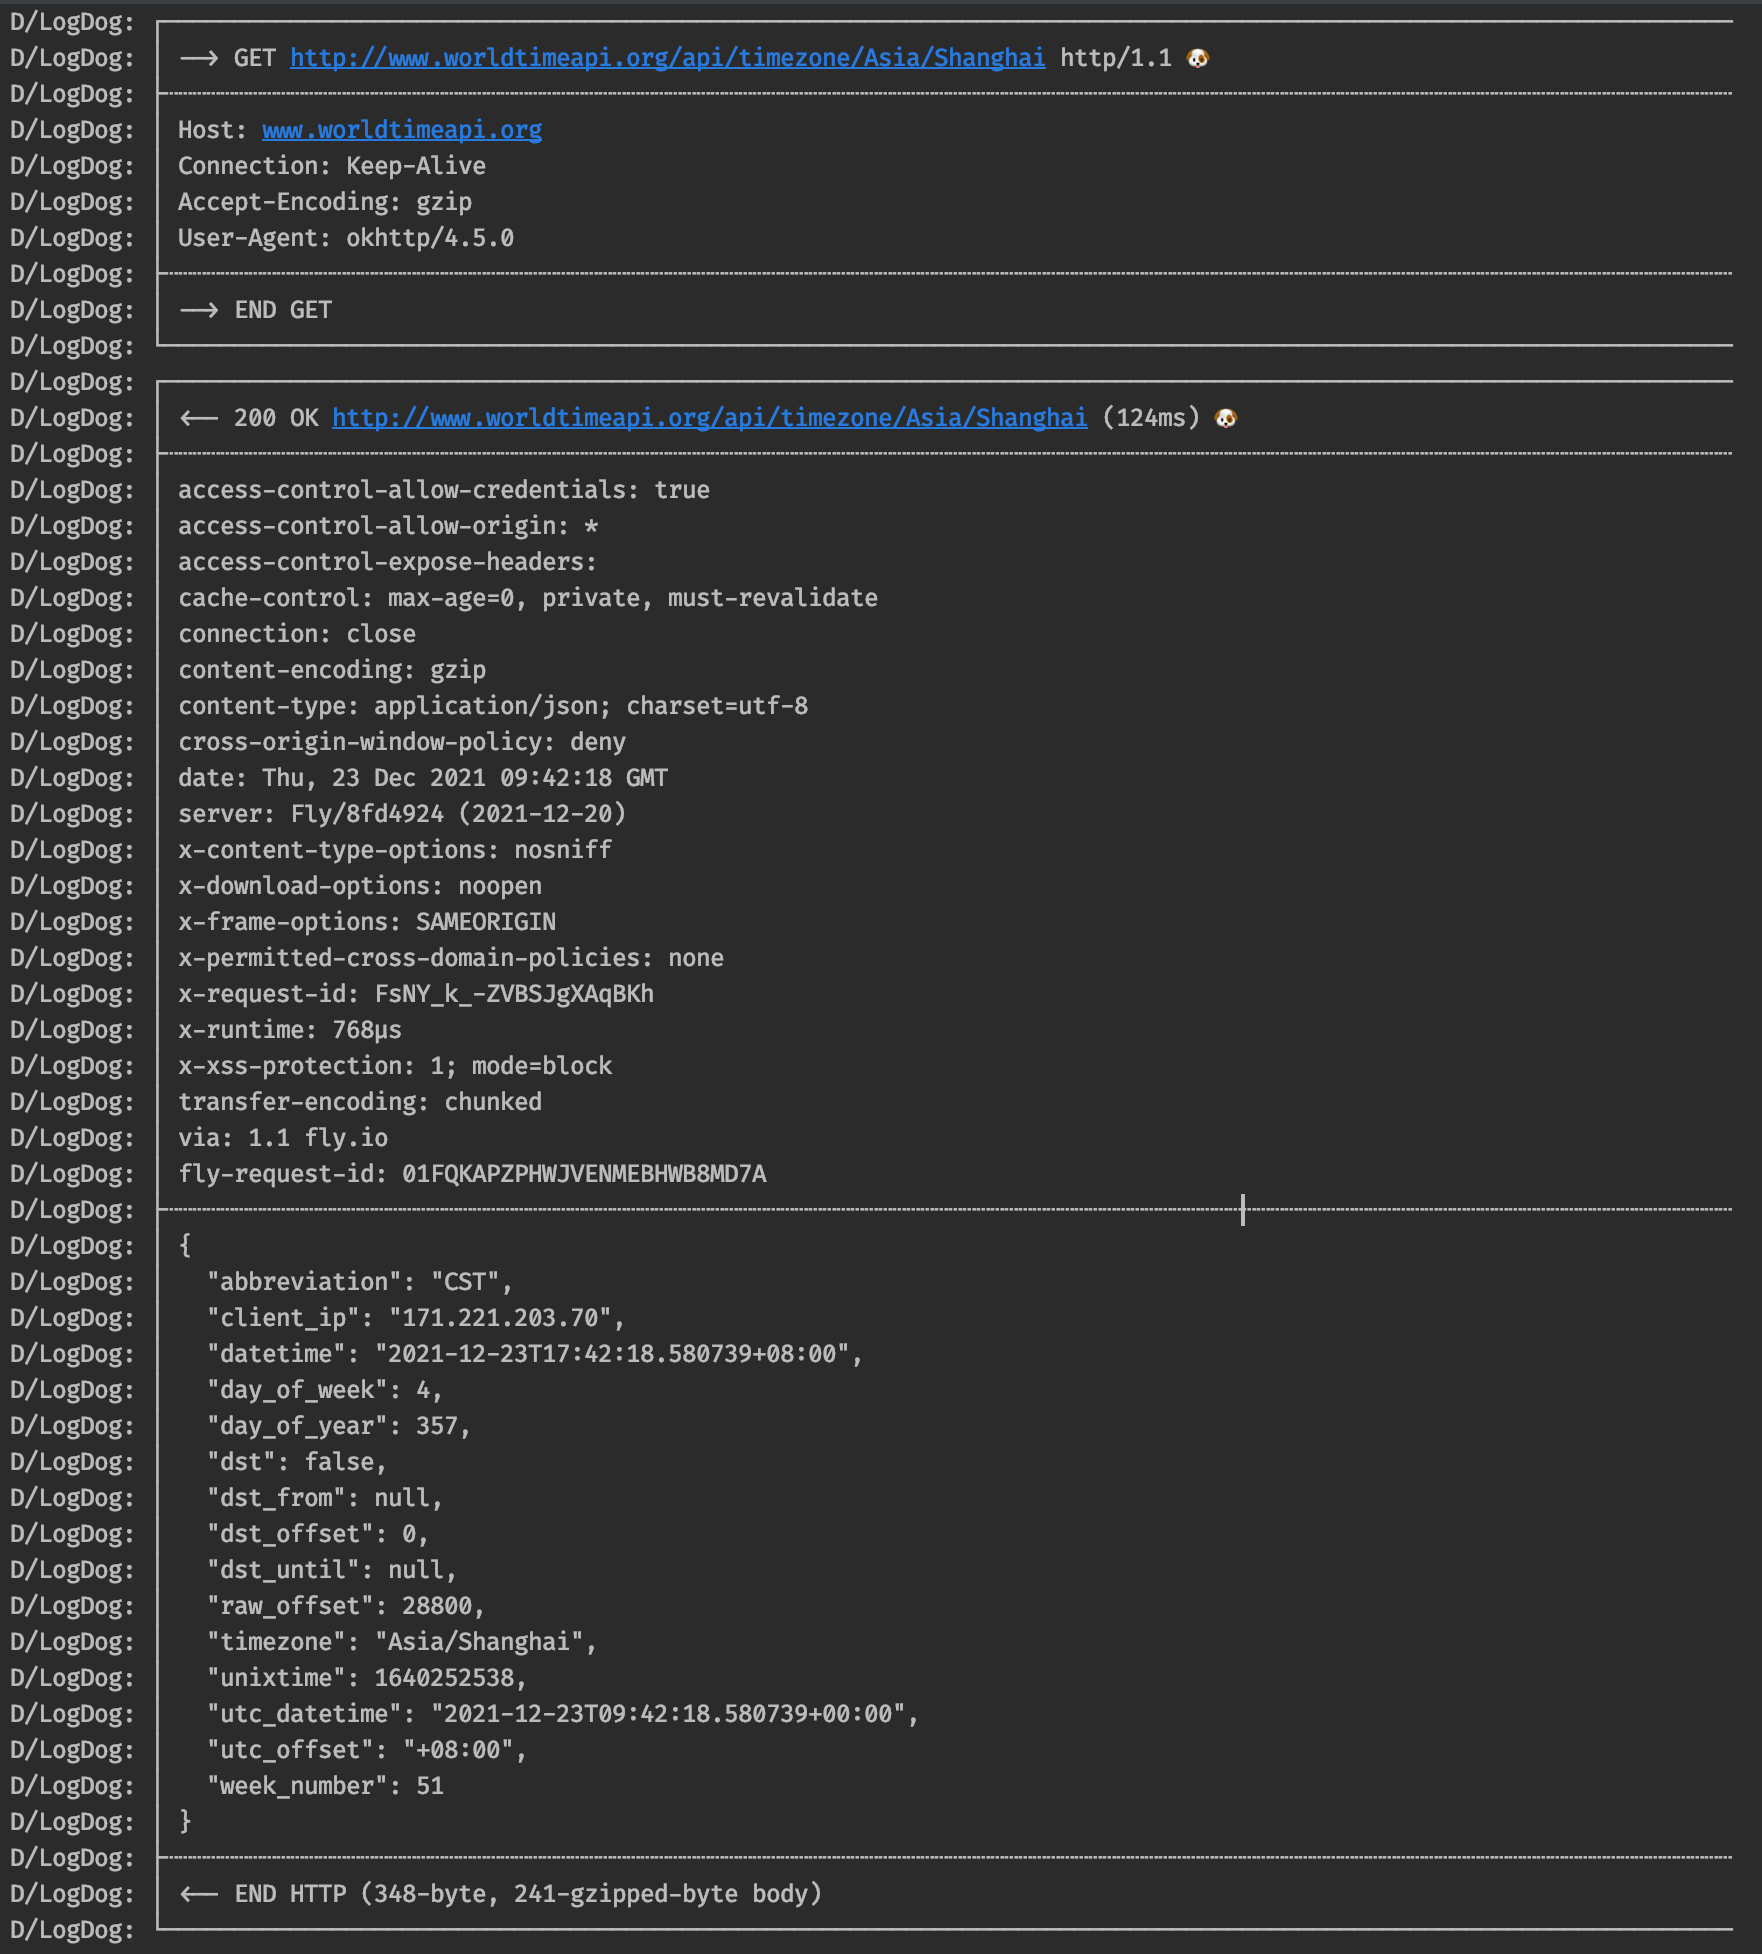 D/LogDog:
D/LogDog: --> GET http://www.worldtimeapi.org/api/timezone/Asia/Shanghai http/1.1 🐶
D/LogDog:
D/LogDog: Host: www.worldtimeapi.org
D/LogDog: Connection: Keep-Alive
D/LogDog: Accept-Encoding: gzip
D/LogDog: User-Agent: okhttp/4.5.0
D/LogDog:
D/LogDog: --> END GET
D/LogDog:
D/LogDog:
D/LogDog: <-- 200 OK http://www.worldtimeapi.org/api/timezone/Asia/Shanghai (124ms) 🐶
D/LogDog:
D/LogDog: access-control-allow-credentials: true
D/LogDog: access-control-allow-origin: *
D/LogDog: access-control-expose-headers:
D/LogDog: cache-control: max-age=0, private, must-revalidate
D/LogDog: connection: close
D/LogDog: content-encoding: gzip
D/LogDog: content-type: application/json; charset=utf-8
D/LogDog: cross-origin-window-policy: deny
D/LogDog: date: Thu, 23 Dec 2021 09:42:18 GMT
D/LogDog: server: Fly/8fd4924 (2021-12-20)
D/LogDog: x-content-type-options: nosniff
D/LogDog: x-download-options: noopen
D/LogDog: x-frame-options: SAMEORIGIN
D/LogDog: x-permitted-cross-domain-policies: none
D/LogDog: x-request-id: FsNY_k_-ZVBSJgXAqBKh
D/LogDog: x-runtime: 768µs
D/LogDog: x-xss-protection: 1; mode=block
D/LogDog: transfer-encoding: chunked
D/LogDog: via: 1.1 fly.io
D/LogDog: fly-request-id: 01FQKAPZPHWJVENMEBHWB8MD7A
D/LogDog:
D/LogDog: {
D/LogDog:   "abbreviation": "CST",
D/LogDog:   "client_ip": "171.221.203.70",
D/LogDog:   "datetime": "2021-12-23T17:42:18.580739+08:00",
D/LogDog:   "day_of_week": 4,
D/LogDog:   "day_of_year": 357,
D/LogDog:   "dst": false,
D/LogDog:   "dst_from": null,
D/LogDog:   "dst_offset": 0,
D/LogDog:   "dst_until": null,
D/LogDog:   "raw_offset": 28800,
D/LogDog:   "timezone": "Asia/Shanghai",
D/LogDog:   "unixtime": 1640252538,
D/LogDog:   "utc_datetime": "2021-12-23T09:42:18.580739+00:00",
D/LogDog:   "utc_offset": "+08:00",
D/LogDog:   "week_number": 51
D/LogDog: }
D/LogDog:
D/LogDog: <-- END HTTP (348-byte, 241-gzipped-byte body)
D/LogDog: